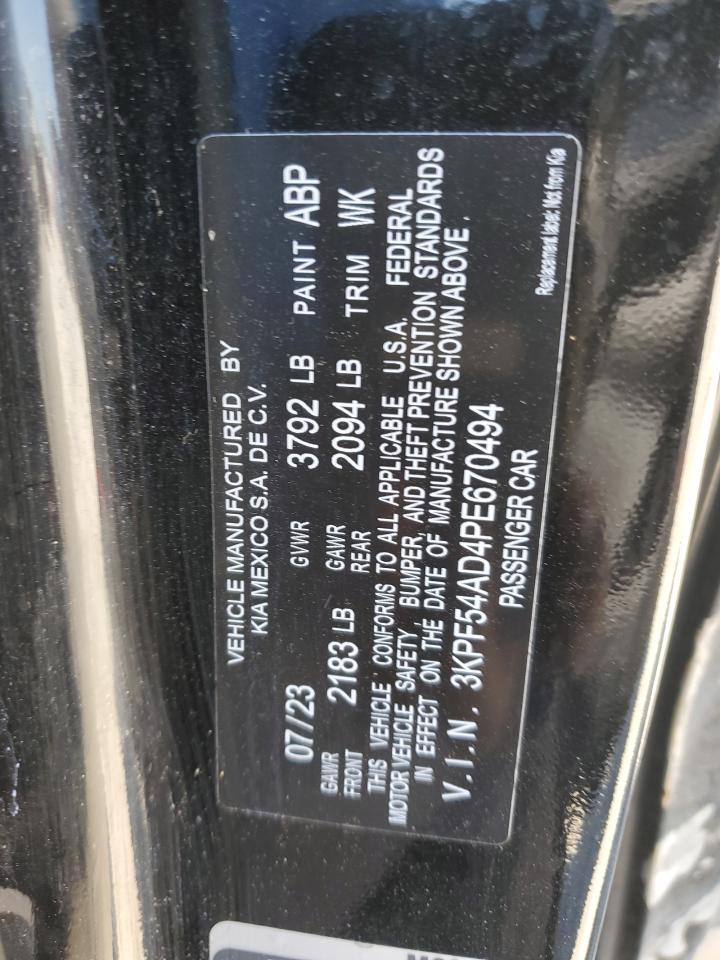 VEHICLE MANUFACTURED BY
KIA MEXICO S.A. DE C.V.
07/23 GVWR 3792 LB PAINT ABP
GAWR FRONT 2183 LB GAWR REAR 2094 LB TRIM WK
THIS VEHICLE CONFORMS TO ALL APPLICABLE U.S.A. FEDERAL
MOTOR VEHICLE SAFETY, BUMPER, AND THEFT PREVENTION STANDARDS
IN EFFECT ON THE DATE OF MANUFACTURE SHOWN ABOVE.
V.I.N. 3KPF54AD4PE670494
PASSENGER CAR
Replacement label: Not from Kia